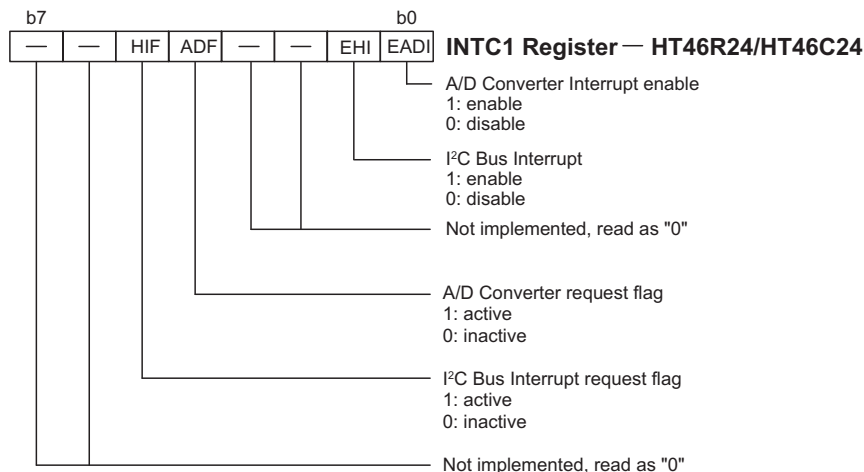 b7 b0
— — HIF ADF — — EHI EADI INTC1 Register — HT46R24/HT46C24
A/D Converter Interrupt enable
1: enable
0: disable
I²C Bus Interrupt
1: enable
0: disable
Not implemented, read as "0"
A/D Converter request flag
1: active
0: inactive
I²C Bus Interrupt request flag
1: active
0: inactive
Not implemented, read as "0"